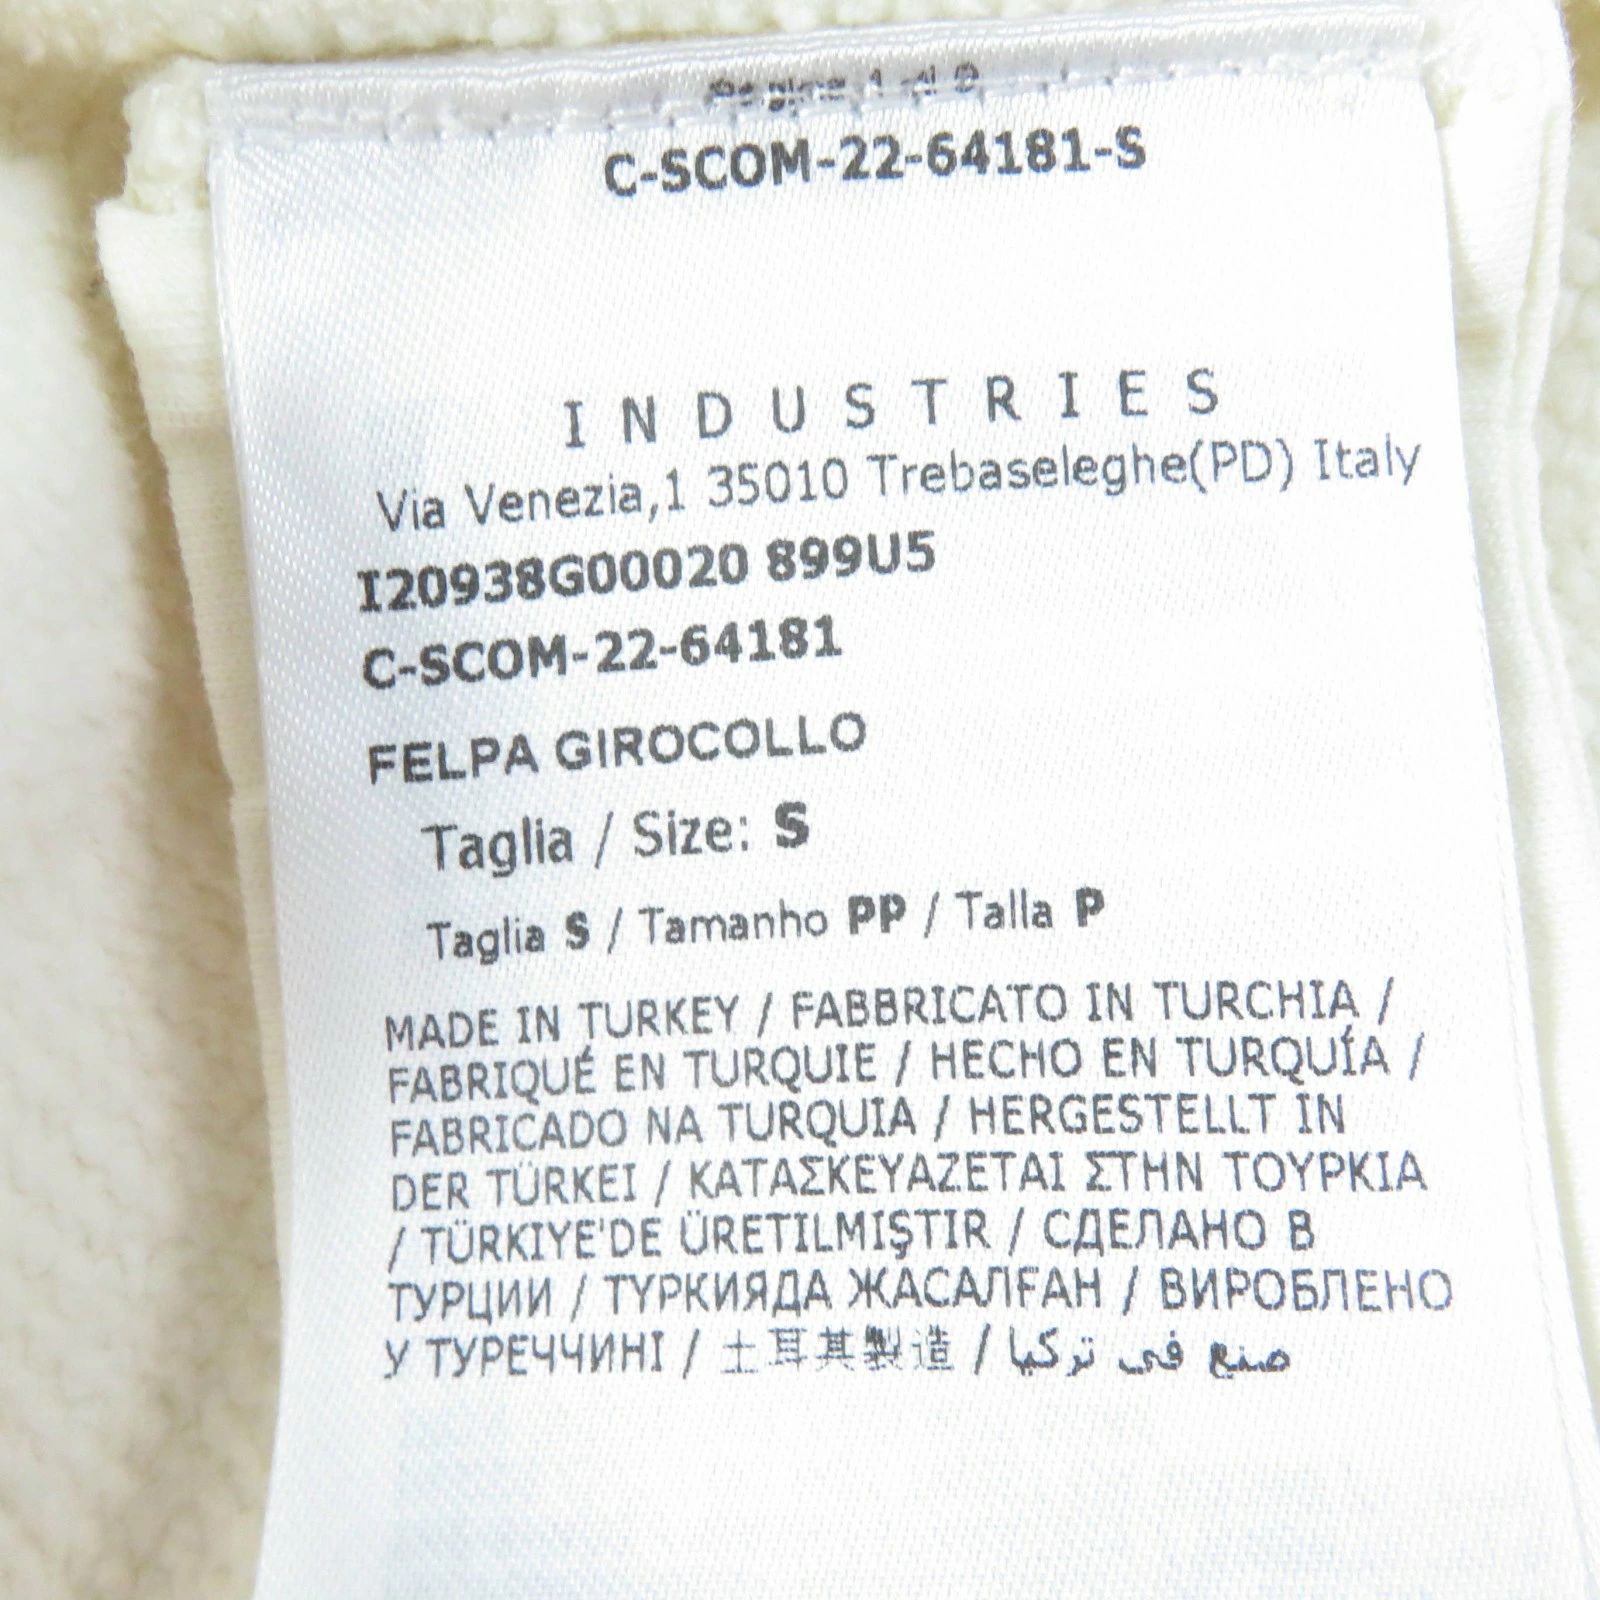 C-SCOM-22-64181-S
INDUSTRIES
Via Venezia,1 35010 Trebaseleghe(PD) Italy
I20938G00020 899U5
C-SCOM-22-64181
FELPA GIROCOLLO
Taglia / Size: S
Taglia S / Tamanho PP / Talla P
MADE IN TURKEY / FABBRICATO IN TURCHIA /
FABRIQUÉ EN TURQUIE / HECHO EN TURQUÍA /
FABRICADO NA TURQUIA / HERGESTELLT IN
DER TÜRKEI / ΚΑΤΑΣΚΕΥΑΖΕΤΑΙ ΣΤΗΝ ΤΟΥΡΚΙΑ
/ TÜRKIYE'DE ÜRETILMIŞTIR / СДЕЛАНО В
ТУРЦИИ / ТҮРКИЯДА ЖАСАЛҒАН / ВИРОБЛЕНО
У ТУРЕЧЧИНІ / 土耳其製造 / صنع في تركيا